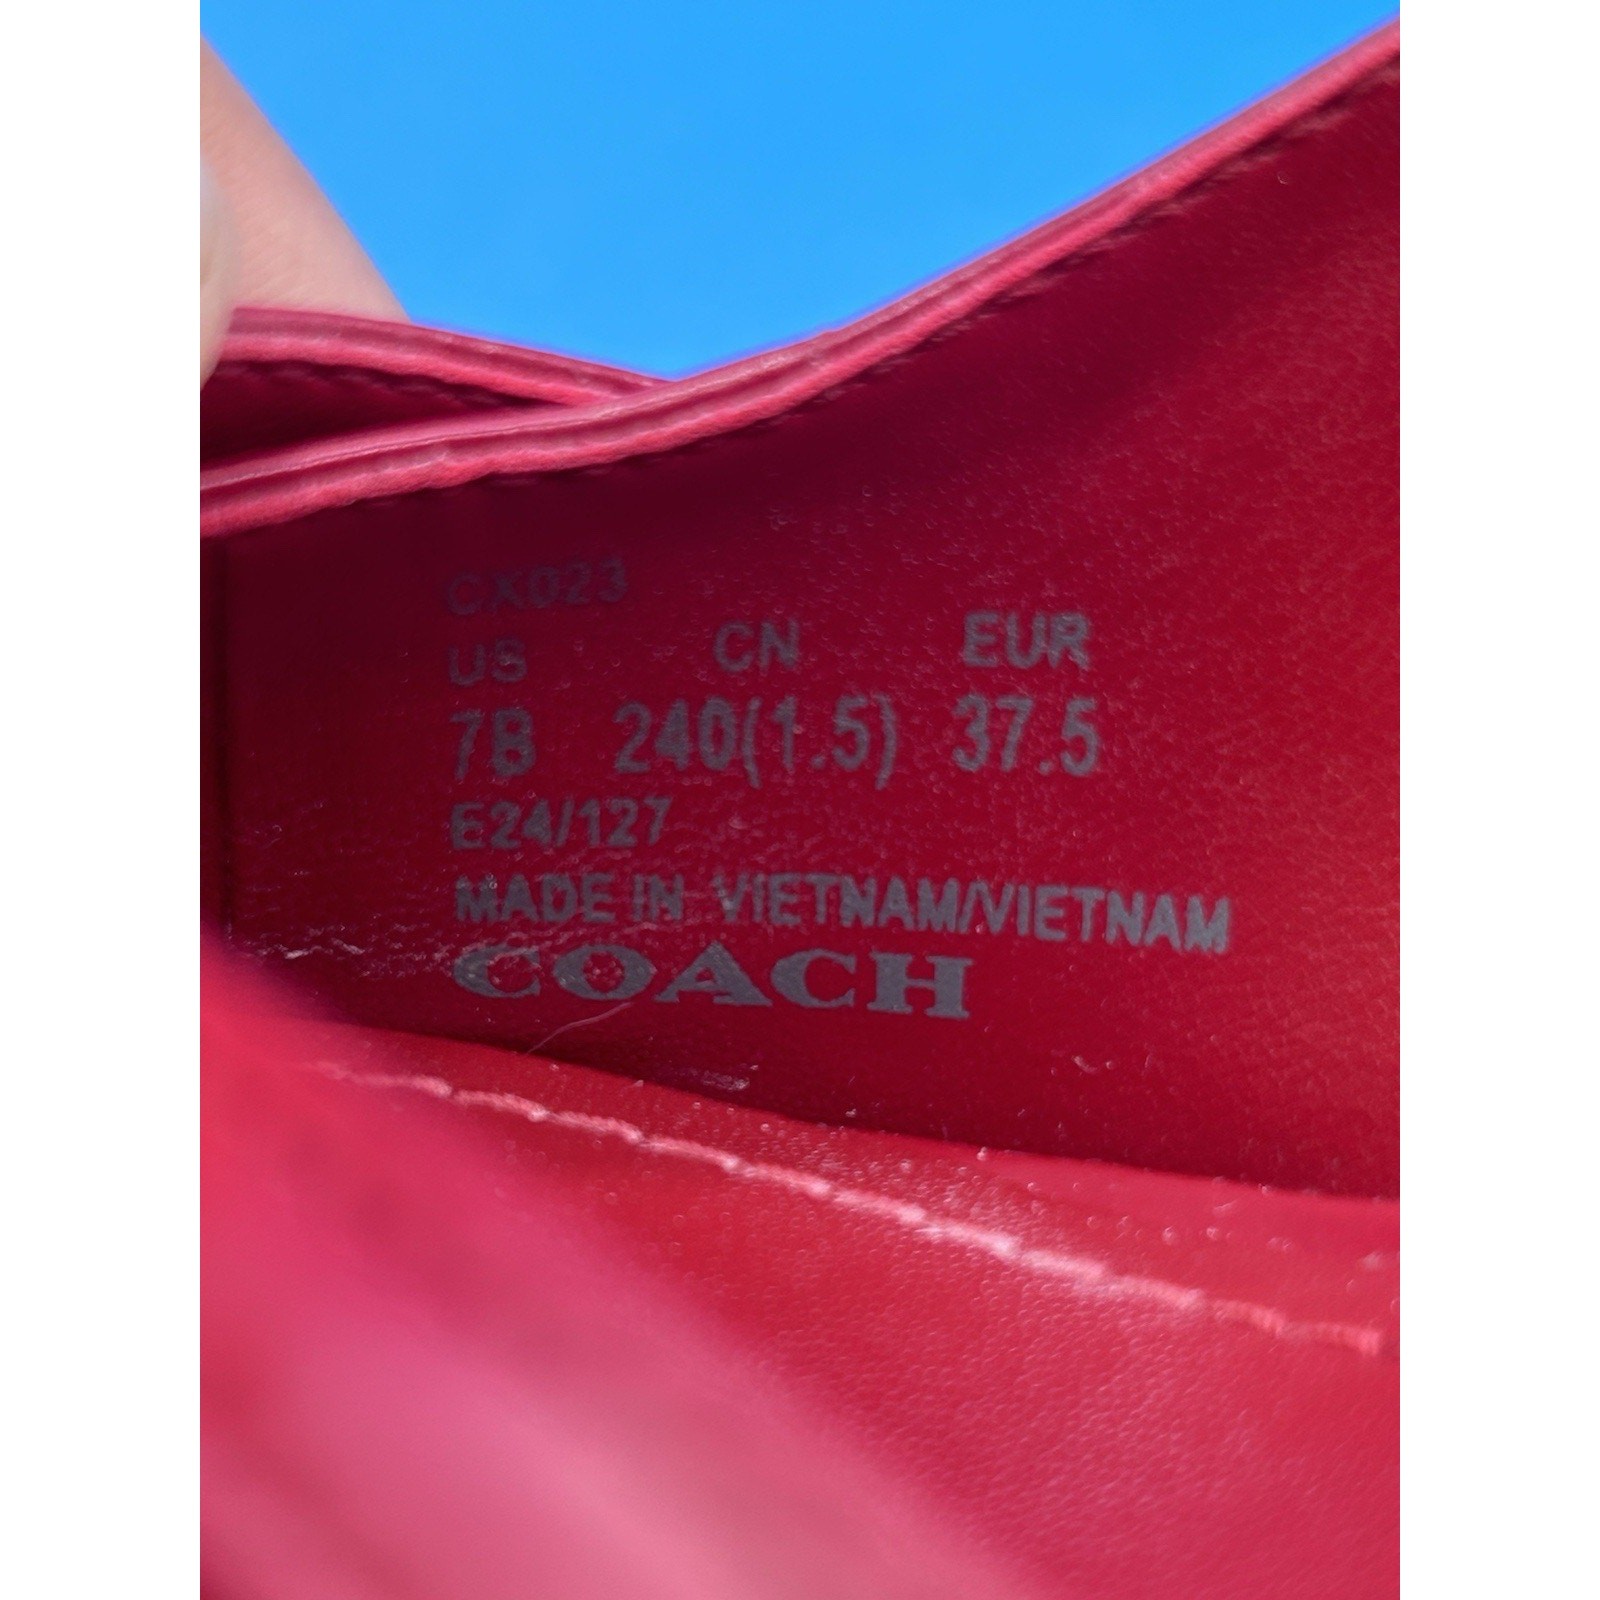 CX023
US CN EUR
7B 240(1.5) 37.5
E24/127
MADE IN VIETNAM/VIETNAM
COACH